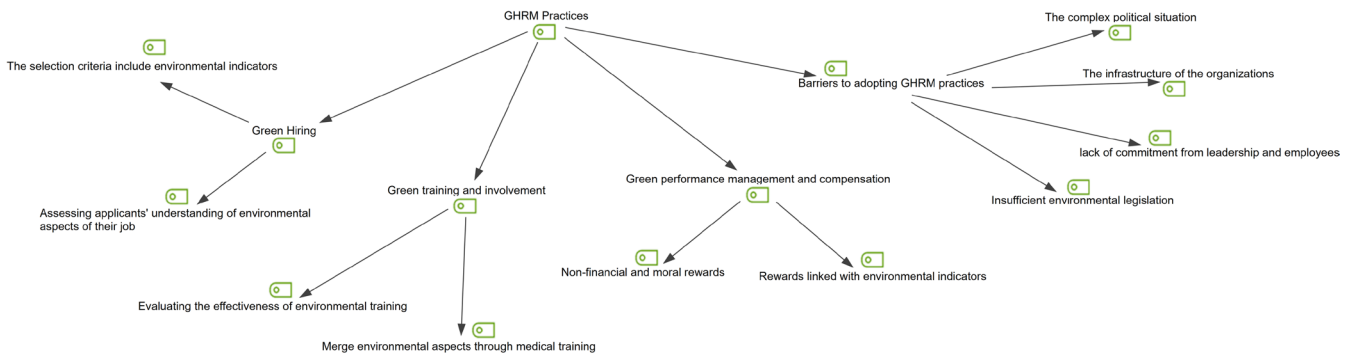 GHRM Practices
The complex political situation
The selection criteria include environmental indicators
The infrastructure of the organizations
Barriers to adopting GHRM practices
Green Hiring
lack of commitment from leadership and employees
Green training and involvement
Green performance management and compensation
Insufficient environmental legislation
Assessing applicants' understanding of environmental
aspects of their job
Non-financial and moral rewards
Rewards linked with environmental indicators
Evaluating the effectiveness of environmental training
Merge environmental aspects through medical training